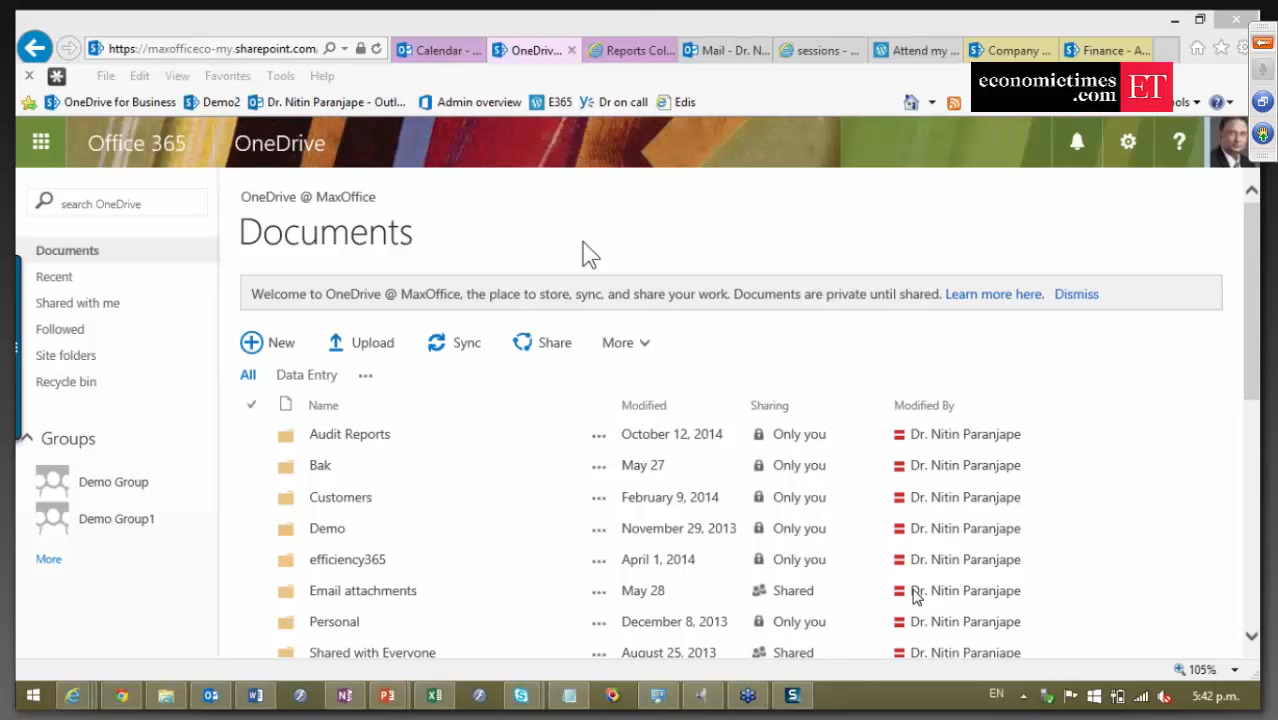 https://maxofficeco-my.sharepoint.com
Calendar - ...
OneDriv...
Reports Col...
Mail - Dr. N...
sessions - ...
Attend my ...
Company ...
Finance - A...
File Edit View Favorites Tools Help
economictimes
.com
ET
OneDrive for Business
Demo2
Dr. Nitin Paranjape - Outl...
Admin overview
E365
Dr on call
Edis
Office 365
OneDrive
?
search OneDrive
Documents
Recent
Shared with me
Followed
Site folders
Recycle bin
Groups
Demo Group
Demo Group1
More
OneDrive @ MaxOffice
Documents
Welcome to OneDrive @ MaxOffice, the place to store, sync, and share your work. Documents are private until shared. Learn more here. Dismiss
New Upload Sync Share More
All Data Entry ...
Name Modified Sharing Modified By
Audit Reports ... October 12, 2014 Only you Dr. Nitin Paranjape
Bak ... May 27 Only you Dr. Nitin Paranjape
Customers ... February 9, 2014 Only you Dr. Nitin Paranjape
Demo ... November 29, 2013 Only you Dr. Nitin Paranjape
efficiency365 ... April 1, 2014 Only you Dr. Nitin Paranjape
Email attachments ... May 28 Shared Dr. Nitin Paranjape
Personal ... December 8, 2013 Only you Dr. Nitin Paranjape
Shared with Everyone ... August 25, 2013 Shared Dr. Nitin Paranjape
105%
EN
5:42 p.m.